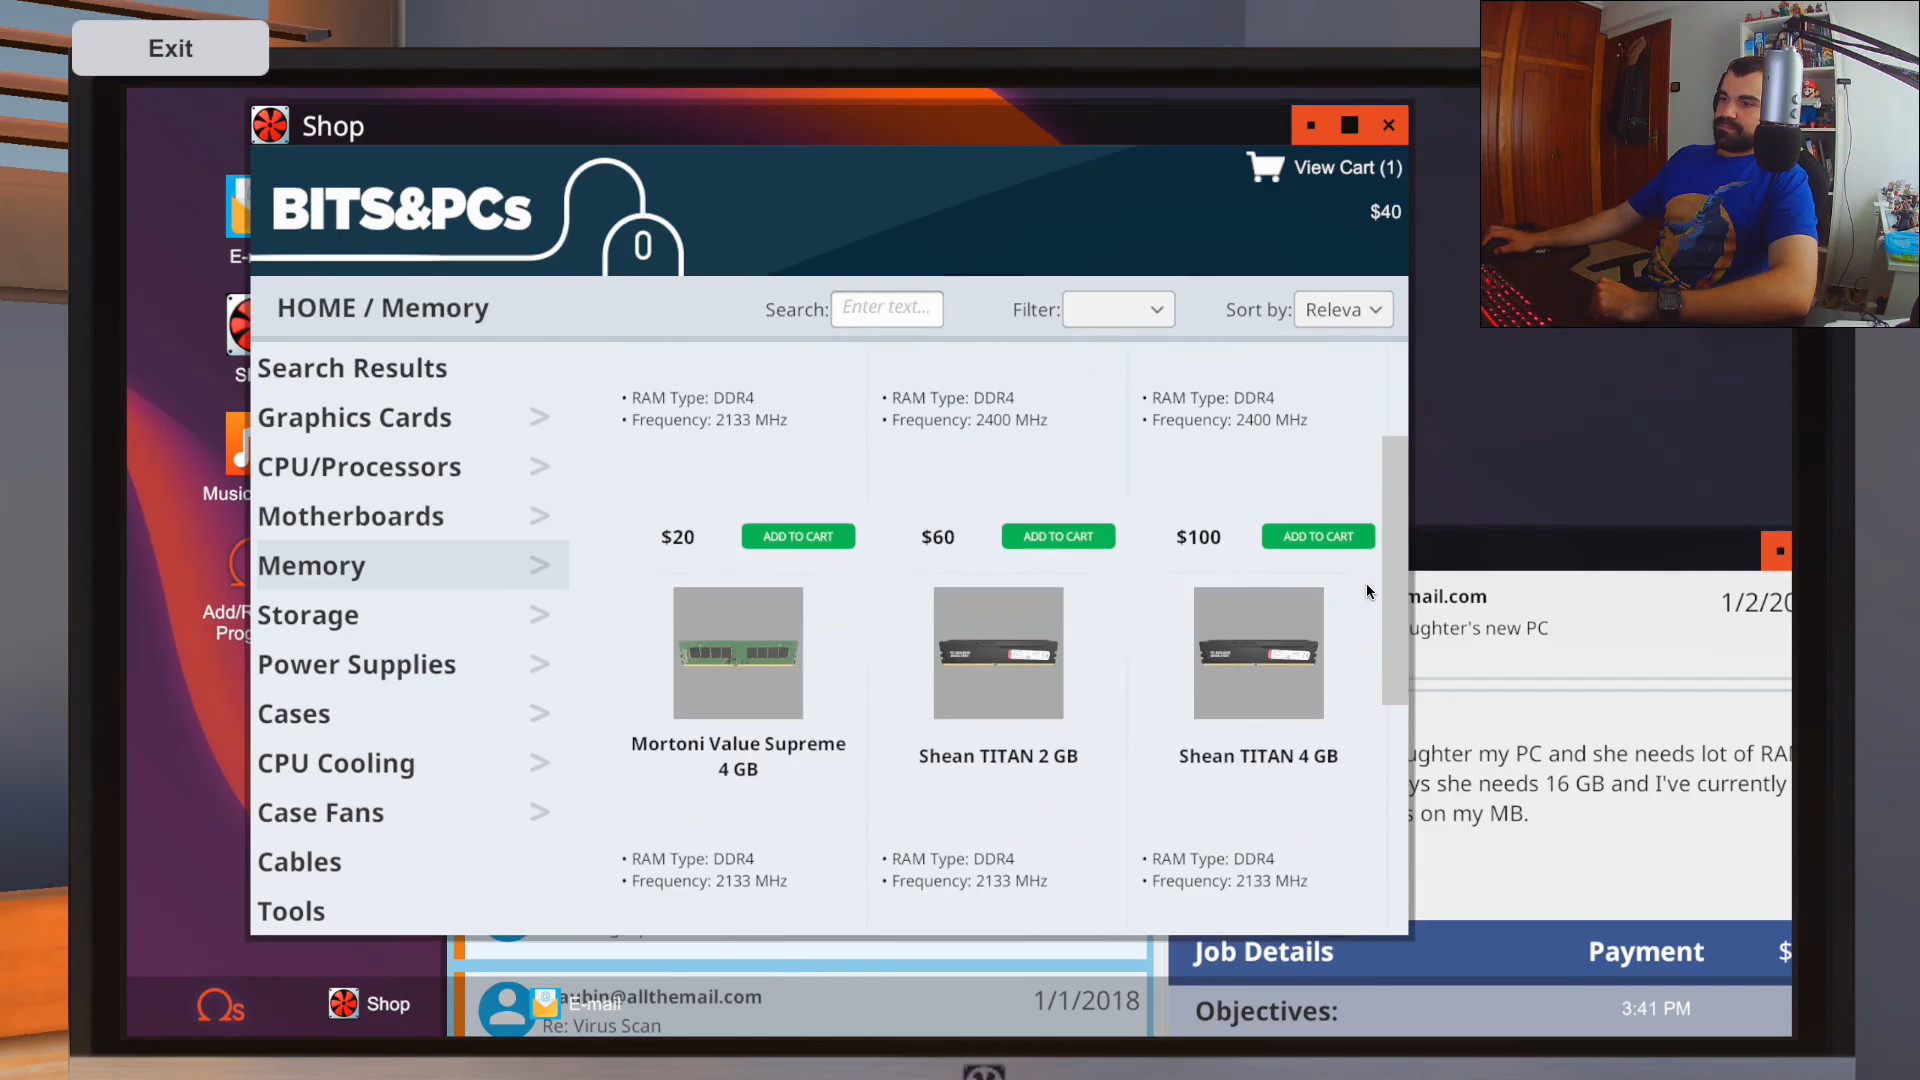 Exit
Shop
View Cart (1)
$40
BITS&PCs
HOME / Memory
Search:
Enter text...
Filter:
Sort by:
Releva
Search Results
Graphics Cards >
CPU/Processors >
Motherboards >
Memory >
Storage >
Power Supplies >
Cases >
CPU Cooling >
Case Fans >
Cables
Tools
• RAM Type: DDR4
• Frequency: 2133 MHz
$20
ADD TO CART
• RAM Type: DDR4
• Frequency: 2400 MHz
$60
ADD TO CART
• RAM Type: DDR4
• Frequency: 2400 MHz
$100
ADD TO CART
Mortoni Value Supreme
4 GB
• RAM Type: DDR4
• Frequency: 2133 MHz
Shean TITAN 2 GB
• RAM Type: DDR4
• Frequency: 2133 MHz
Shean TITAN 4 GB
• RAM Type: DDR4
• Frequency: 2133 MHz
E-
Music
Add/R
Prog
mail.com
1/2/20
ughter's new PC
ughter my PC and she needs lot of RA
ys she needs 16 GB and I've currently
s on my MB.
Job Details
Payment
$
Objectives:
3:41 PM
aubin@allthemail.com
1/1/2018
Re: Virus Scan
Ωs
Shop
E-mail